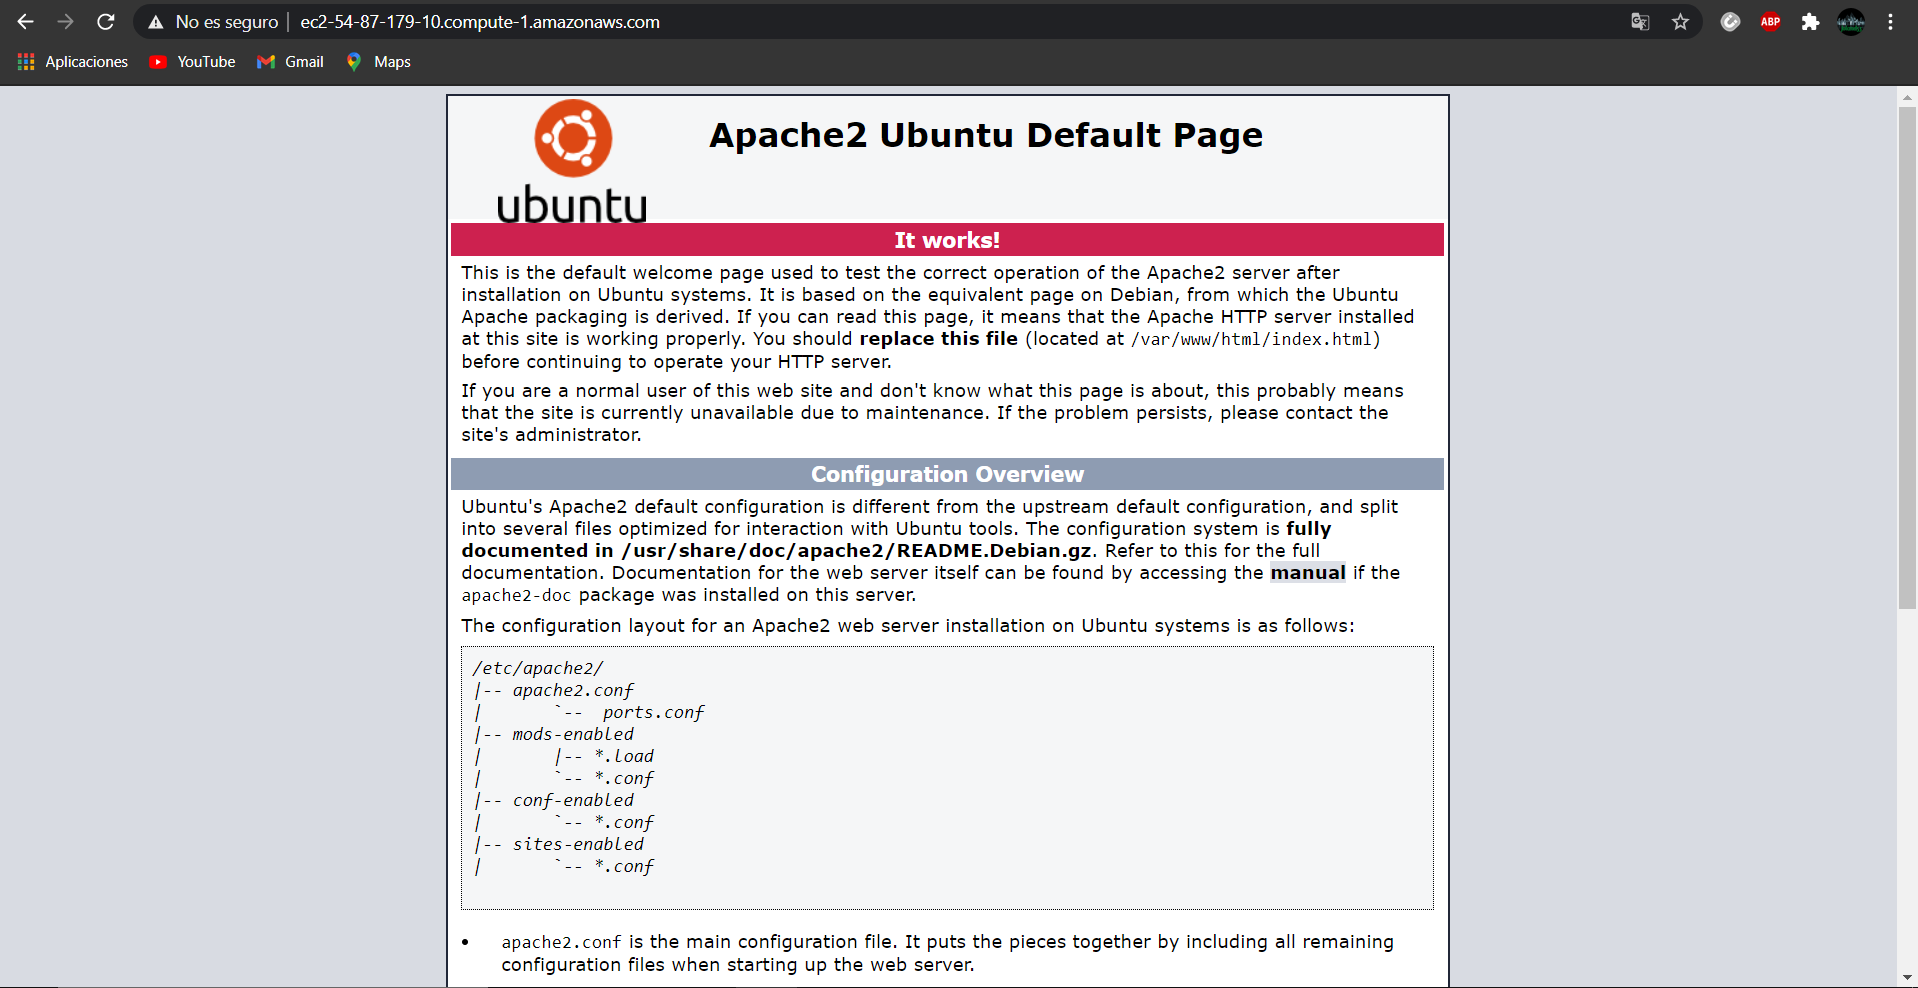 No es seguro | ec2-54-87-179-10.compute-1.amazonaws.com
ABP
Aplicaciones YouTube Gmail Maps
ubuntu
Apache2 Ubuntu Default Page
It works!
This is the default welcome page used to test the correct operation of the Apache2 server after
installation on Ubuntu systems. It is based on the equivalent page on Debian, from which the Ubuntu
Apache packaging is derived. If you can read this page, it means that the Apache HTTP server installed
at this site is working properly. You should replace this file (located at /var/www/html/index.html)
before continuing to operate your HTTP server.
If you are a normal user of this web site and don't know what this page is about, this probably means
that the site is currently unavailable due to maintenance. If the problem persists, please contact the
site's administrator.
Configuration Overview
Ubuntu's Apache2 default configuration is different from the upstream default configuration, and split
into several files optimized for interaction with Ubuntu tools. The configuration system is fully
documented in /usr/share/doc/apache2/README.Debian.gz. Refer to this for the full
documentation. Documentation for the web server itself can be found by accessing the manual if the
apache2-doc package was installed on this server.
The configuration layout for an Apache2 web server installation on Ubuntu systems is as follows:
/etc/apache2/
|-- apache2.conf
|       `--  ports.conf
|-- mods-enabled
|       |-- *.load
|       `-- *.conf
|-- conf-enabled
|       `-- *.conf
|-- sites-enabled
|       `-- *.conf
• apache2.conf is the main configuration file. It puts the pieces together by including all remaining
configuration files when starting up the web server.